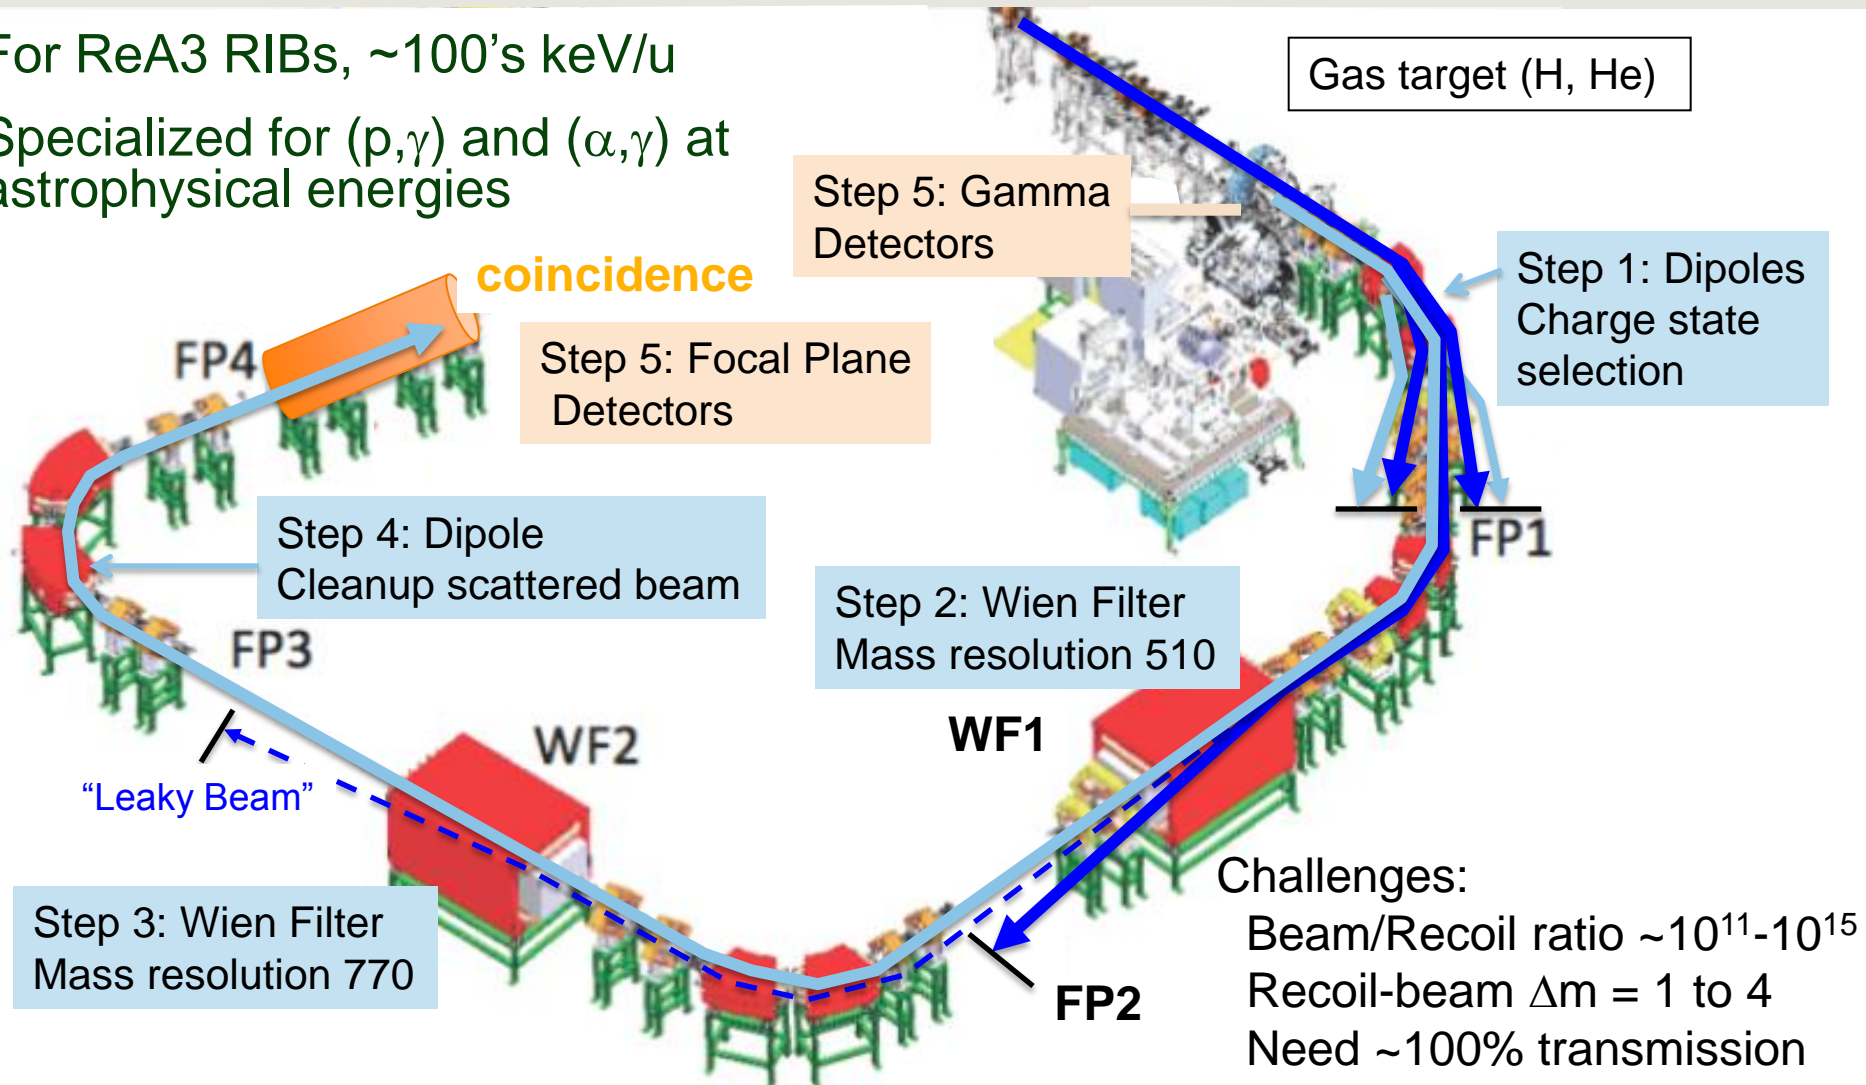 For ReA3 RIBs, ~100’s keV/u
Specialized for (p,γ) and (α,γ) at
astrophysical energies
Gas target (H, He)
Step 5: Gamma
Detectors
Step 1: Dipoles
Charge state
selection
coincidence
FP4
Step 5: Focal Plane
Detectors
FP1
Step 4: Dipole
Cleanup scattered beam
Step 2: Wien Filter
Mass resolution 510
FP3
WF1
WF2
“Leaky Beam”
Step 3: Wien Filter
Mass resolution 770
FP2
Challenges:
Beam/Recoil ratio ~10¹¹-10¹⁵
Recoil-beam Δm = 1 to 4
Need ~100% transmission